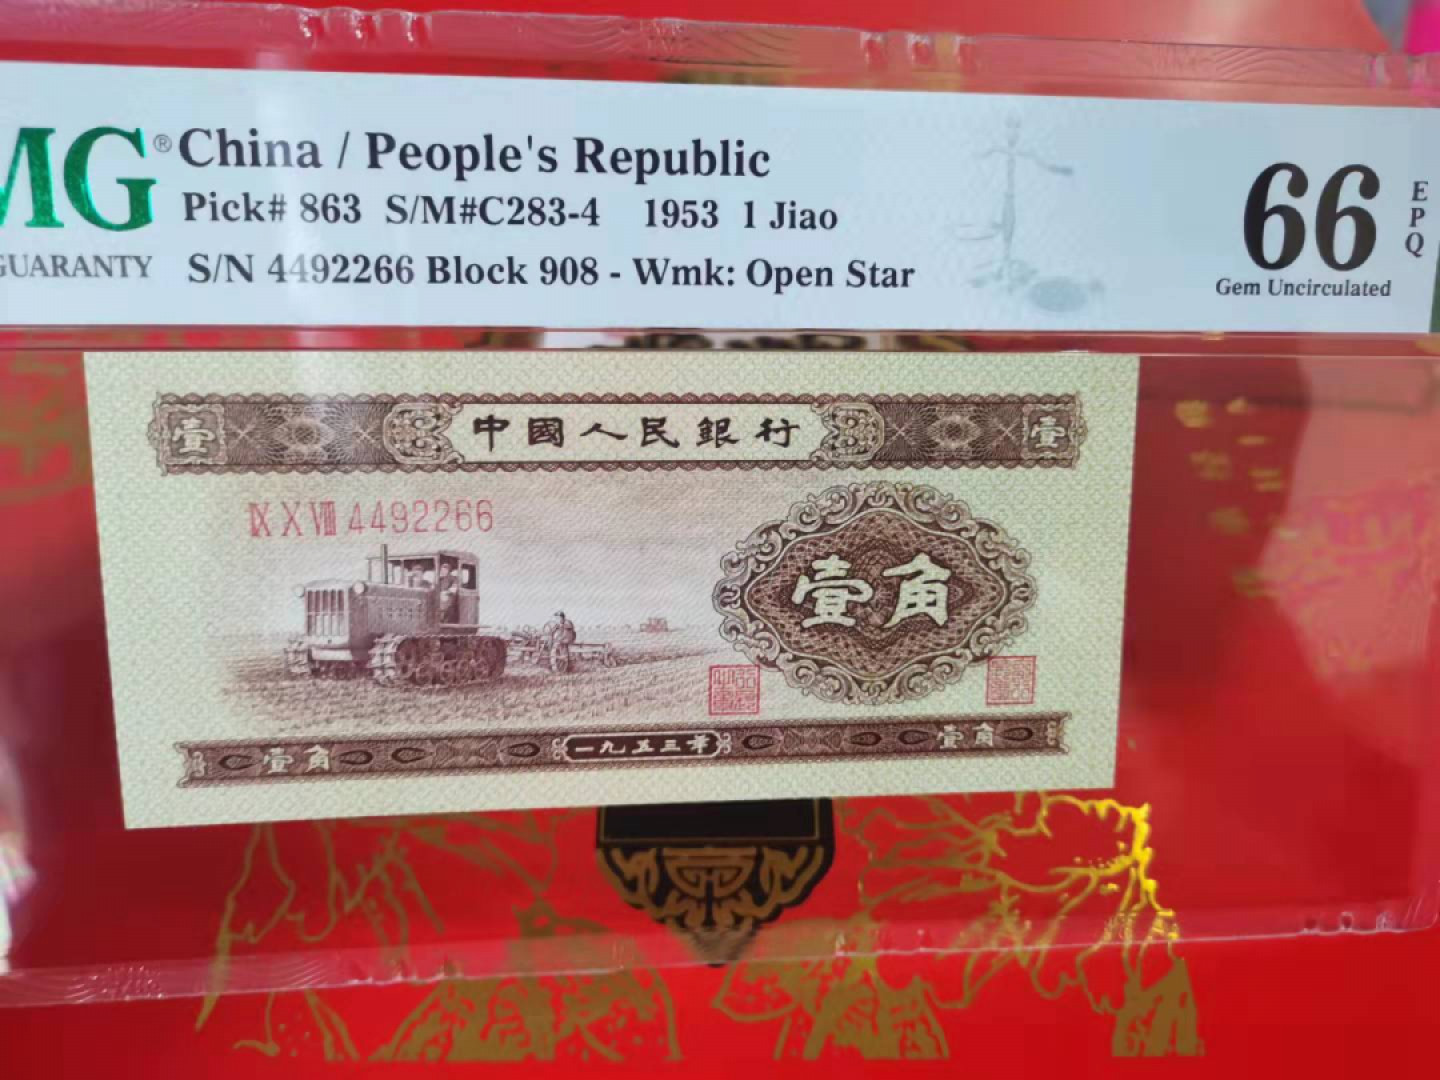 MG® China / People's Republic
Pick# 863 S/M#C283-4 1953 1 Jiao
GUARANTY S/N 4492266 Block 908 - Wmk: Open Star
66 EPQ
Gem Uncirculated
壹 中國人民銀行 壹
IX X VIII 4492266
壹角
壹角 一九五三年 壹角